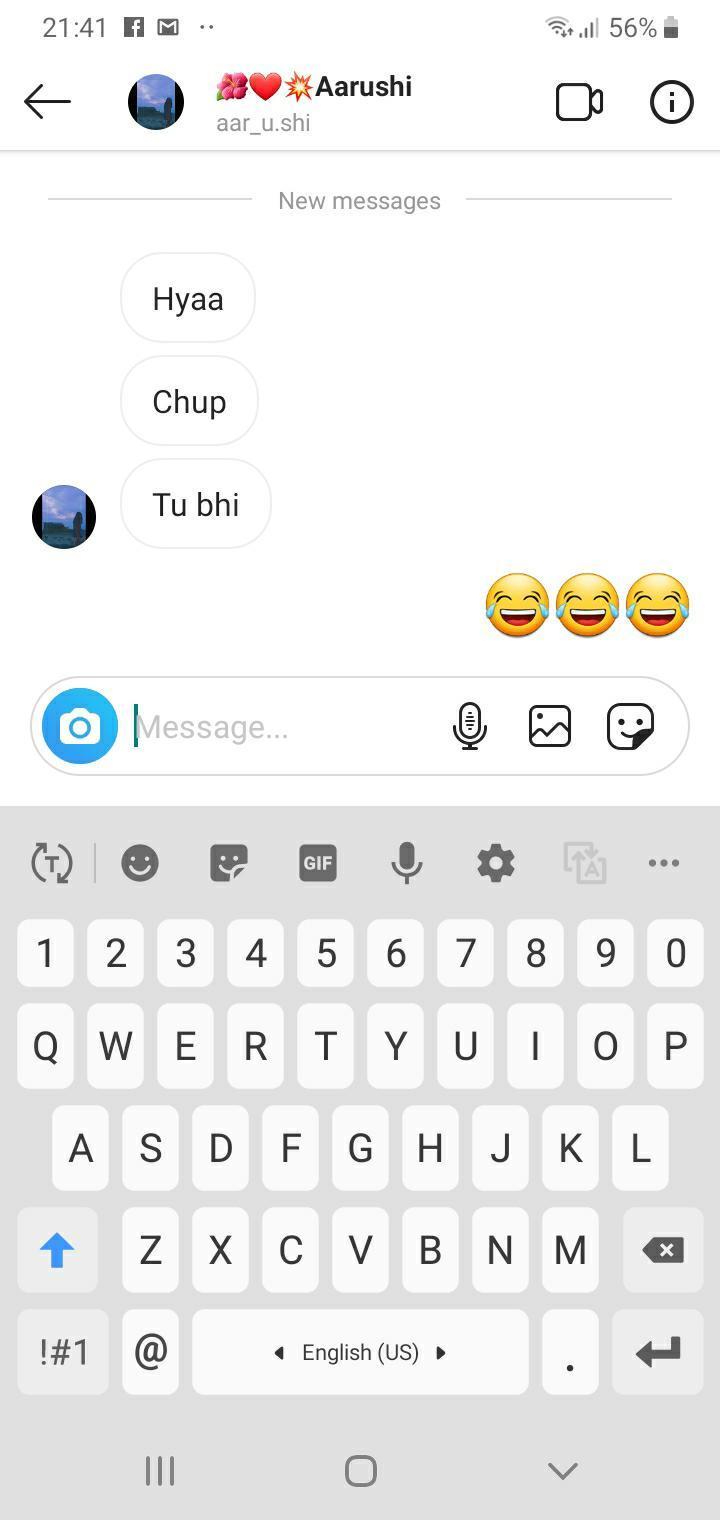 21:41 56%
🌺❤️💥Aarushi
aar_u.shi
New messages
Hyaa
Chup
Tu bhi
😂😂😂
Message...
T GIF A
1 2 3 4 5 6 7 8 9 0
Q W E R T Y U I O P
A S D F G H J K L
Z X C V B N M
!#1 @ English (US) .